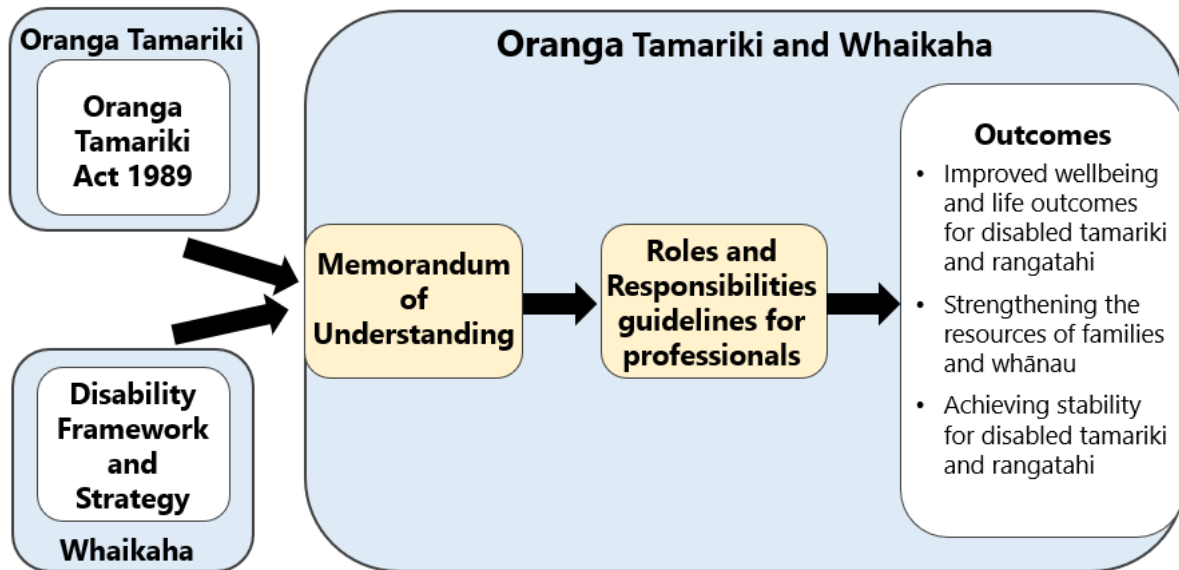 Oranga Tamariki
Oranga
Tamariki
Act 1989
Disability
Framework
and
Strategy
Whaikaha
Oranga Tamariki and Whaikaha
Memorandum
of
Understanding
Roles and
Responsibilities
guidelines for
professionals
Outcomes
• Improved wellbeing
and life outcomes
for disabled tamariki
and rangatahi
• Strengthening the
resources of families
and whānau
• Achieving stability
for disabled tamariki
and rangatahi